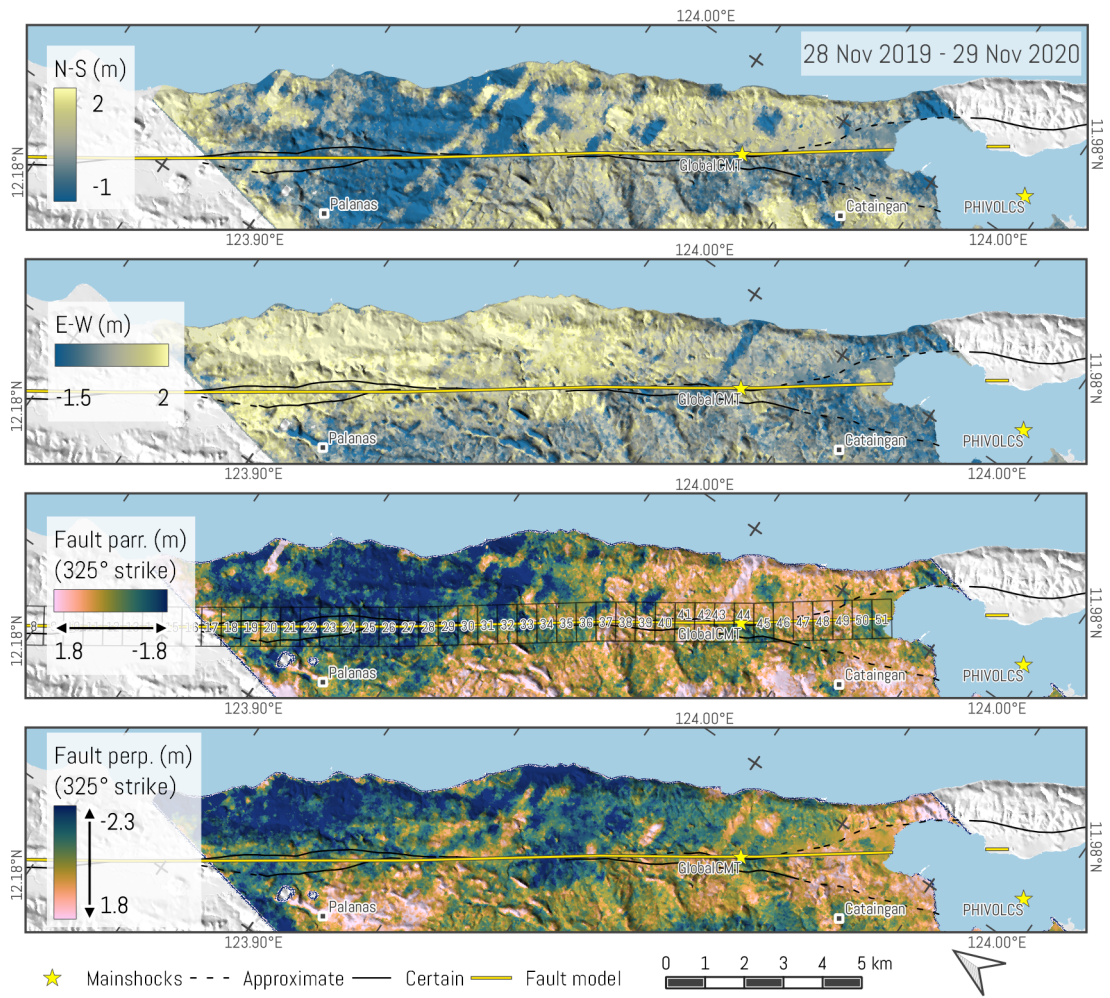 124.00°E
28 Nov 2019 - 29 Nov 2020
N-S (m)
2
-1
12.18°N
11.98°N
GlobalCMT
Palanas
Cataingan
PHIVOLCS
123.90°E
124.00°E
124.00°E
E-W (m)
-1.5 2
12.18°N
11.98°N
GlobalCMT
Palanas
Cataingan
PHIVOLCS
123.90°E
124.00°E
124.00°E
Fault parr. (m)
(325° strike)
1.8 -1.8
8 16 17 18 19 20 21 22 23 24 25 26 27 28 29 30 31 32 33 34 35 36 37 38 39 40 41 42 43 44 45 46 47 48 49 50 51
12.18°N
11.98°N
GlobalCMT
Palanas
Cataingan
PHIVOLCS
123.90°E
124.00°E
124.00°E
Fault perp. (m)
(325° strike)
-2.3
1.8
12.18°N
11.98°N
GlobalCMT
Palanas
Cataingan
PHIVOLCS
123.90°E
124.00°E
Mainshocks Approximate Certain Fault model
0 1 2 3 4 5 km